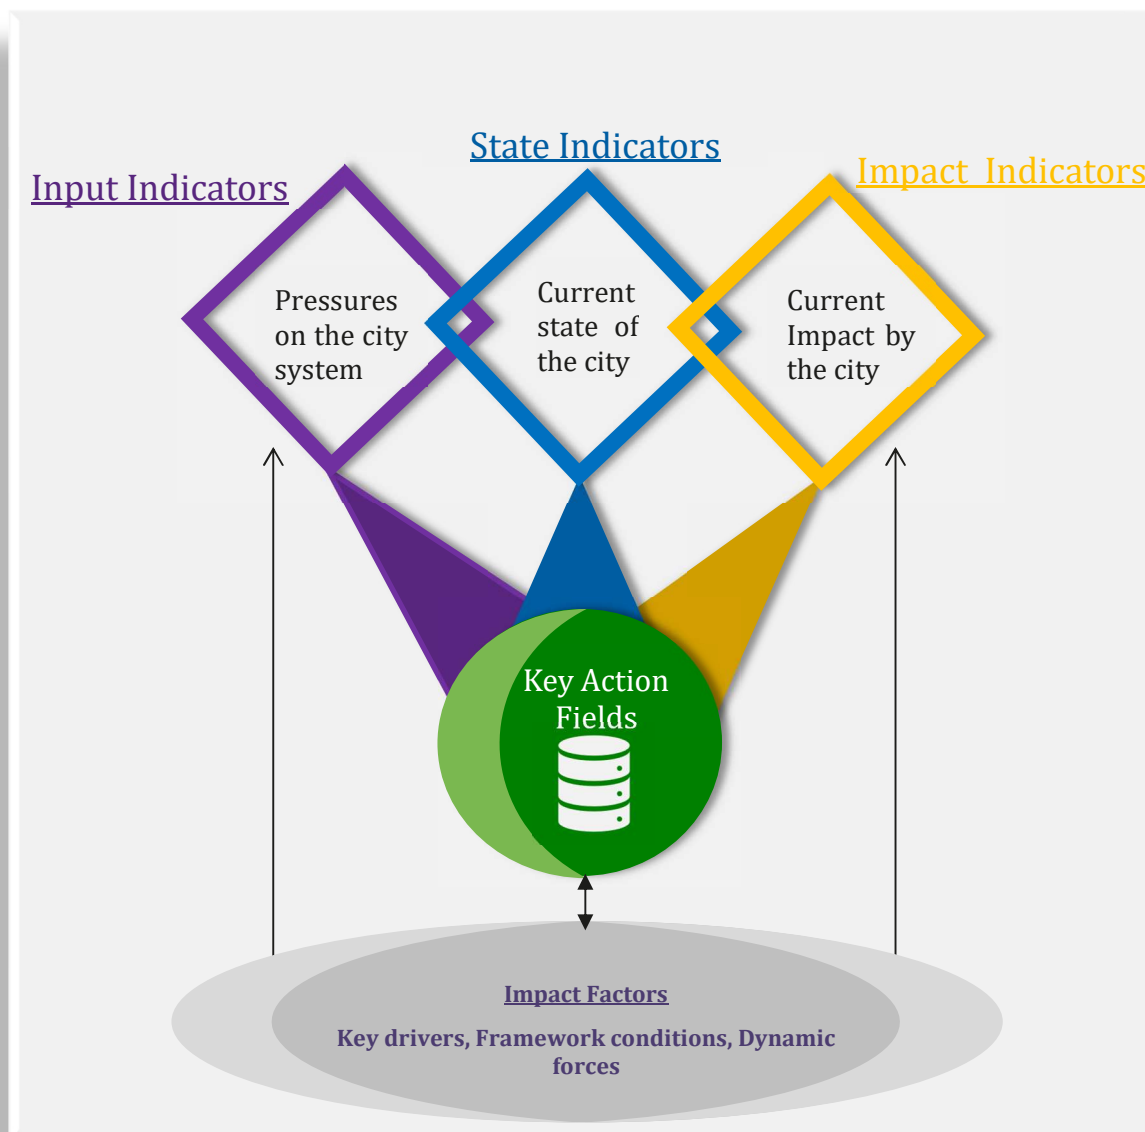 State Indicators
Input Indicators
Impact Indicators
Pressures
on the city
system
Current
state of
the city
Current
Impact by
the city
Key Action
Fields
Impact Factors
Key drivers, Framework conditions, Dynamic
forces